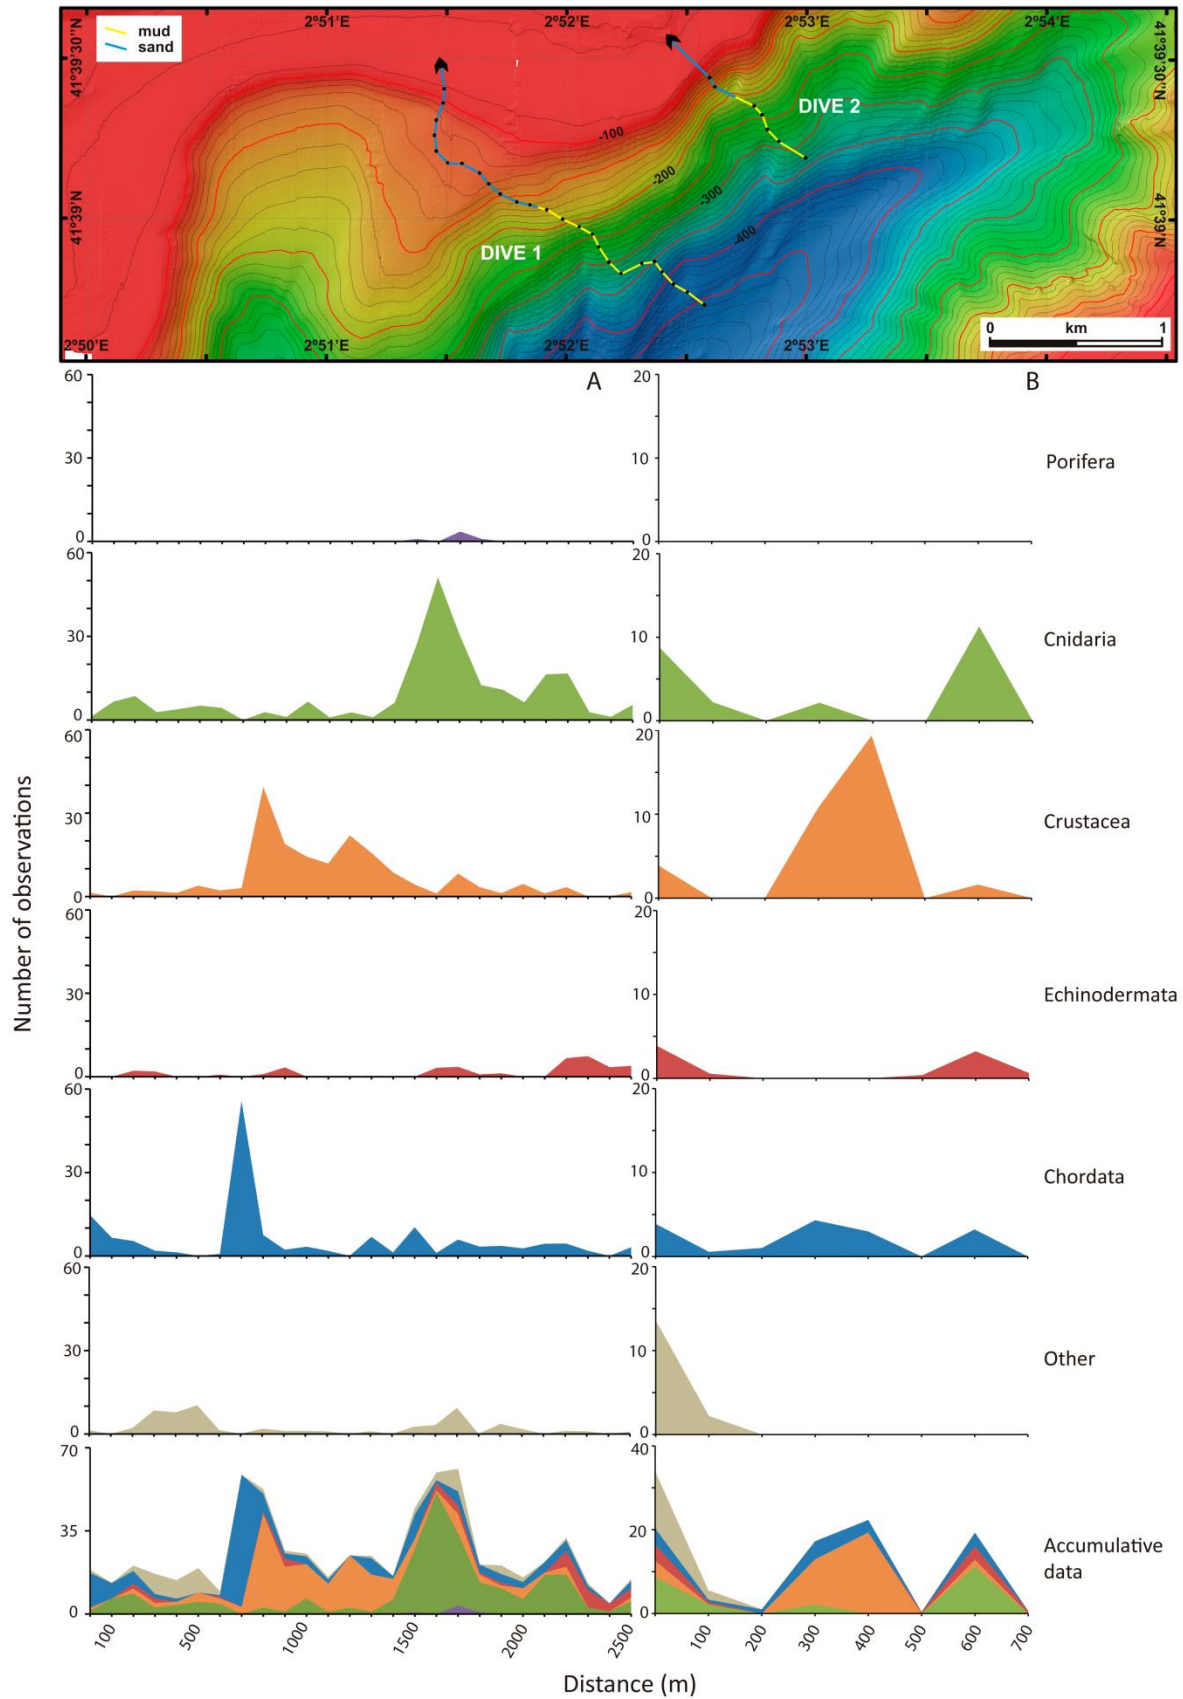 2°51’E
2°52’E
2°53’E
2°54’E
mud
sand
41°39’30’’N
41°39’30’’N
DIVE 2
-100
-200
-300
-400
41°39’N
41°39’N
DIVE 1
0 km 1
2°50’E
2°51’E
2°52’E
2°53’E
A
B
60
30
0
20
10
0
Porifera
60
30
0
20
10
0
Cnidaria
60
30
0
20
10
0
Crustacea
Number of observations
60
30
0
20
10
0
Echinodermata
60
30
0
20
10
0
Chordata
60
30
0
20
10
0
Other
70
35
0
40
20
0
Accumulative
data
100 500 1000 1500 2000 2500
100 200 300 400 500 600 700
Distance (m)